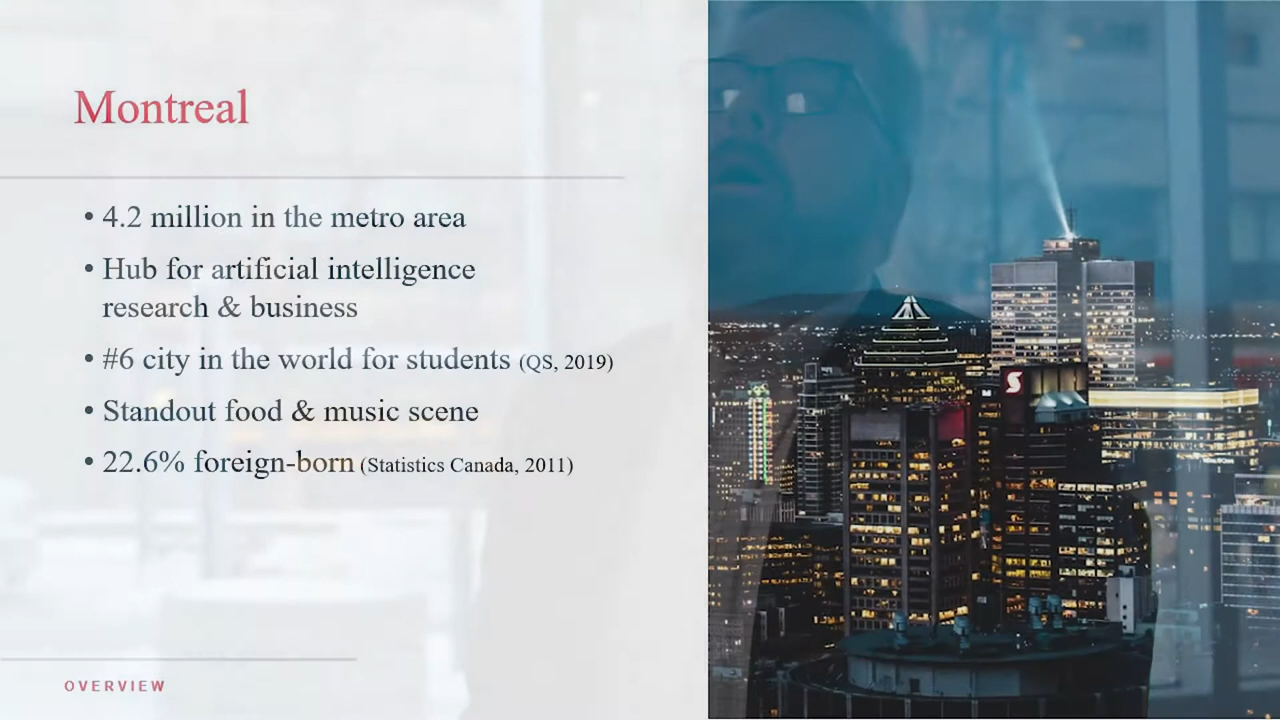 Montreal
• 4.2 million in the metro area
• Hub for artificial intelligence
research & business
• #6 city in the world for students (QS, 2019)
• Standout food & music scene
• 22.6% foreign-born (Statistics Canada, 2011)
OVERVIEW